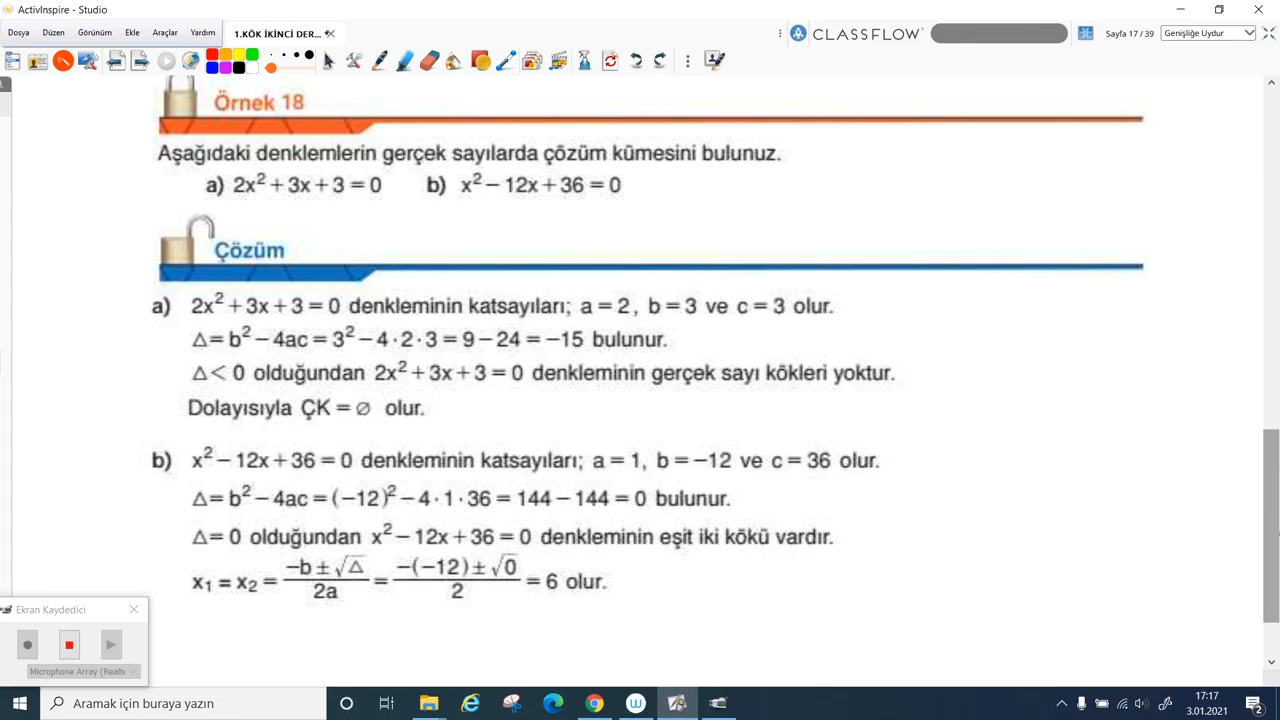 ActivInspire - Studio
Dosya Düzen Görünüm Ekle Araçlar Yardım 1.KÖK İKİNCİ DER... CLASSFLOW Sayfa 17 / 39 Genişliğe Uydur
Örnek 18
Aşağıdaki denklemlerin gerçek sayılarda çözüm kümesini bulunuz.
a) 2x² + 3x + 3 = 0 b) x² − 12x + 36 = 0
Çözüm
a) 2x² + 3x + 3 = 0 denkleminin katsayıları; a = 2, b = 3 ve c = 3 olur.
△ = b² − 4ac = 3² − 4 · 2 · 3 = 9 − 24 = −15 bulunur.
△ < 0 olduğundan 2x² + 3x + 3 = 0 denkleminin gerçek sayı kökleri yoktur.
Dolayısıyla ÇK = ∅ olur.
b) x² − 12x + 36 = 0 denkleminin katsayıları; a = 1, b = −12 ve c = 36 olur.
△ = b² − 4ac = (−12)² − 4 · 1 · 36 = 144 − 144 = 0 bulunur.
△ = 0 olduğundan x² − 12x + 36 = 0 denkleminin eşit iki kökü vardır.
x₁ = x₂ = (−b ± √△)/2a = (−(−12) ± √0)/2 = 6 olur.
Ekran Kaydedici
Microphone Array (Realte
Aramak için buraya yazın
17:17
3.01.2021
2